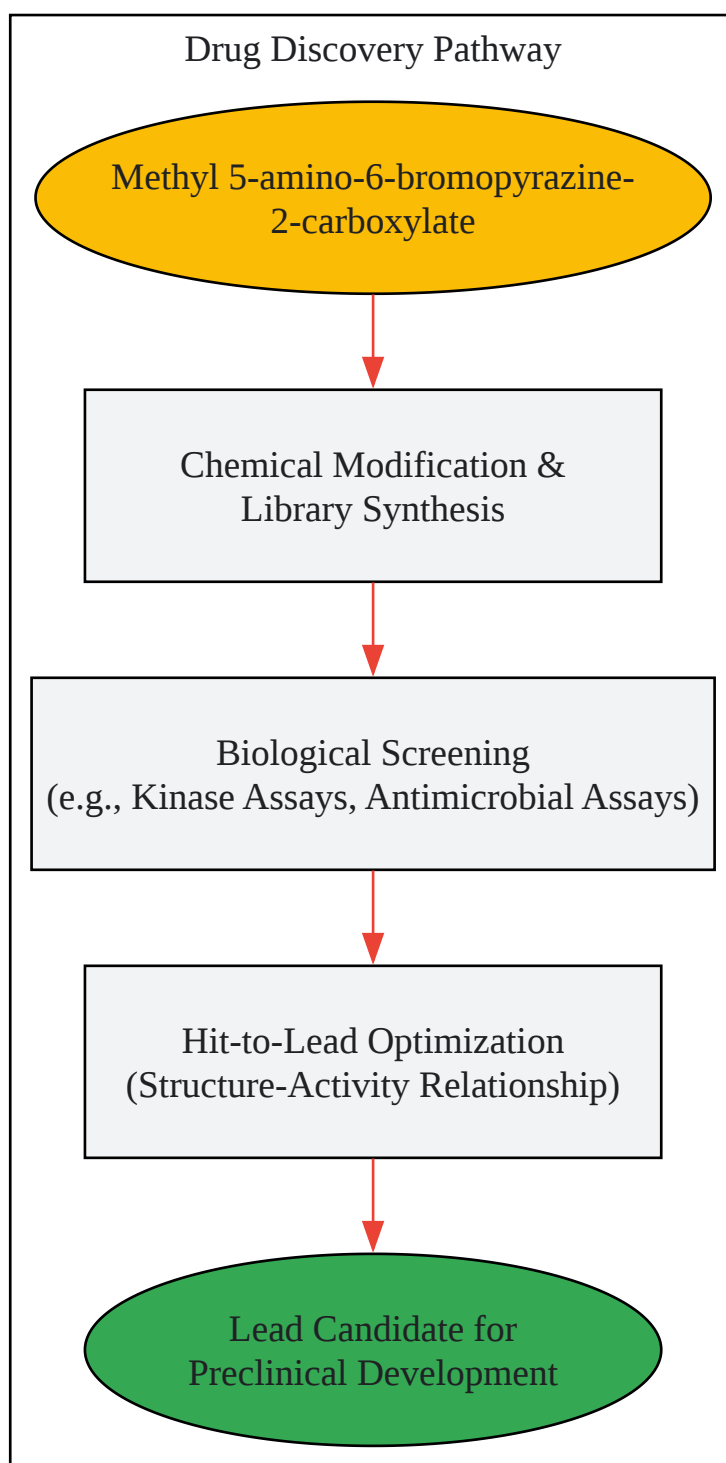 Drug Discovery Pathway
Methyl 5-amino-6-bromopyrazine-
2-carboxylate
Chemical Modification &
Library Synthesis
Biological Screening
(e.g., Kinase Assays, Antimicrobial Assays)
Hit-to-Lead Optimization
(Structure-Activity Relationship)
Lead Candidate for
Preclinical Development